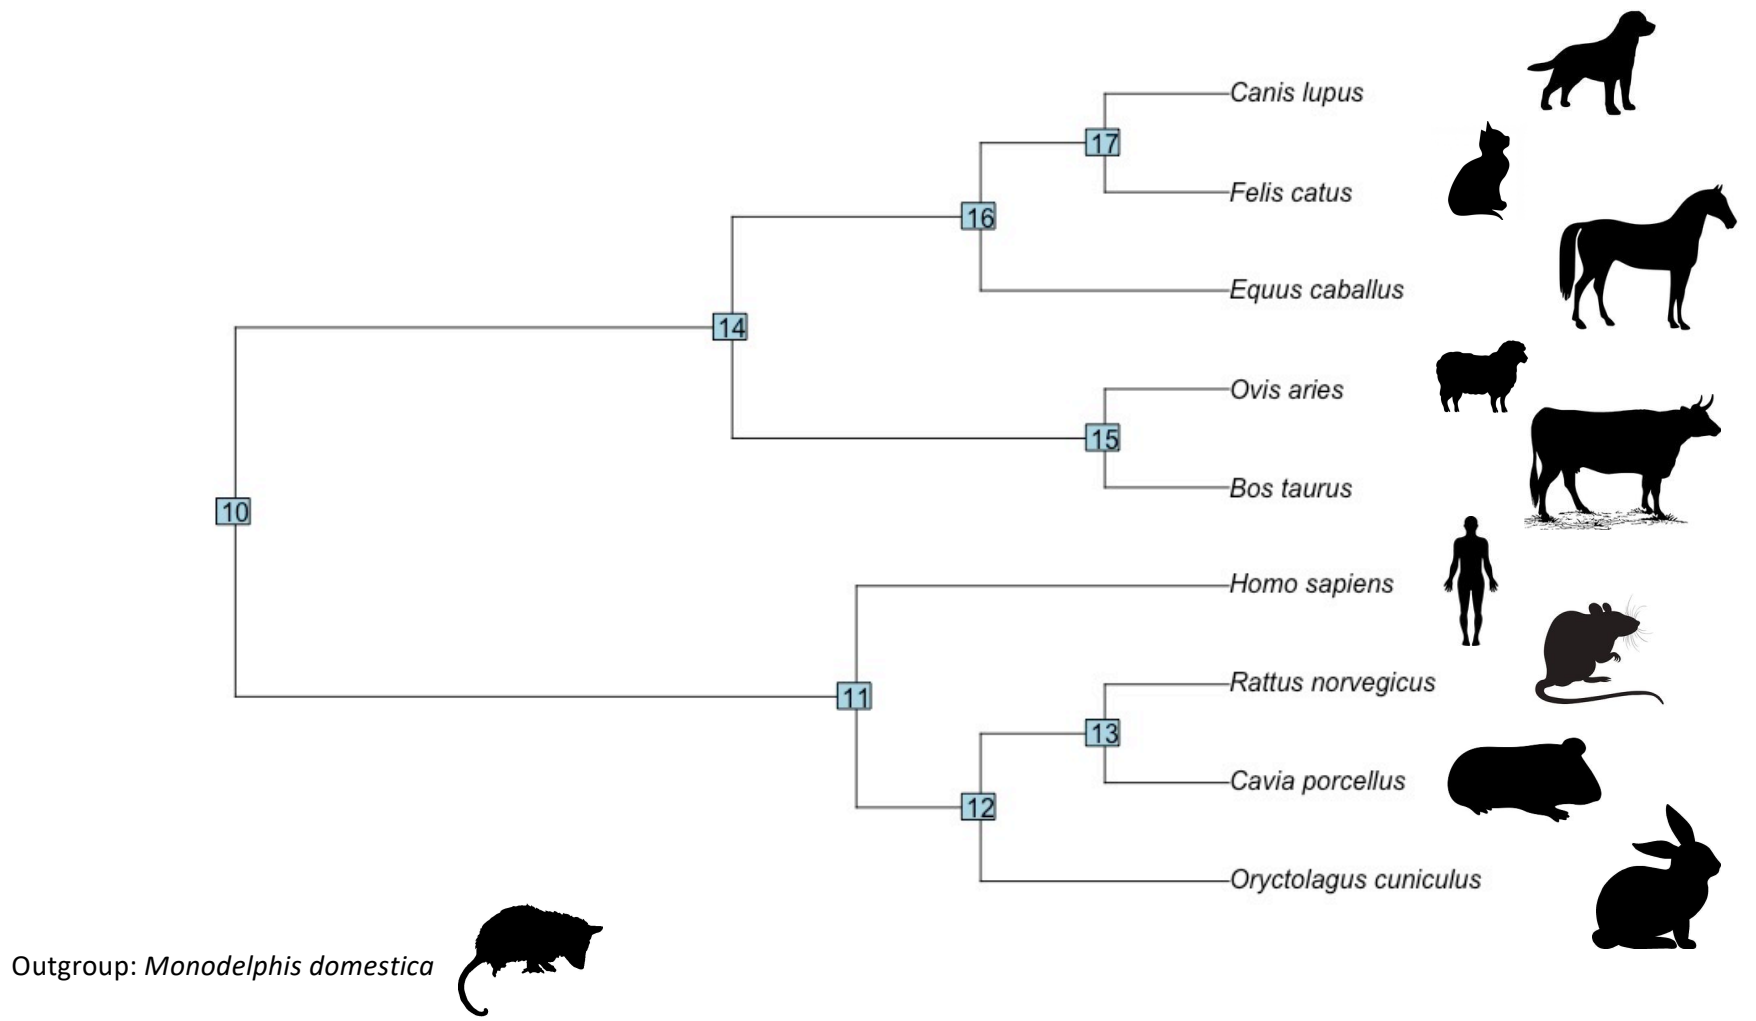 Canis lupus
17
Felis catus
16
Equus caballus
14
Ovis aries
15
Bos taurus
10
Homo sapiens
11
Rattus norvegicus
13
Cavia porcellus
12
Oryctolagus cuniculus
Outgroup: Monodelphis domestica